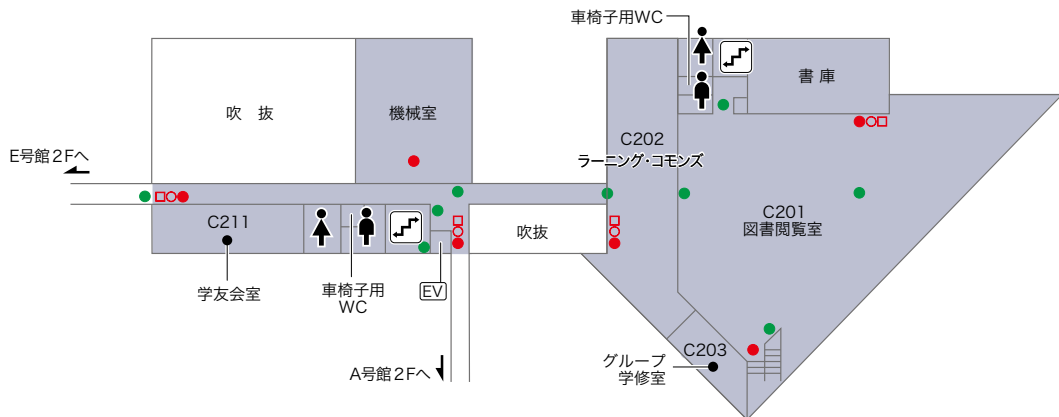 車椅子用WC
書 庫
吹 抜
機械室
C202
ラーニング・コモンズ
E号館2Fへ
C211
吹抜
C201
図書閲覧室
学友会室
車椅子用
WC
EV
C203
グループ
学修室
A号館2Fへ